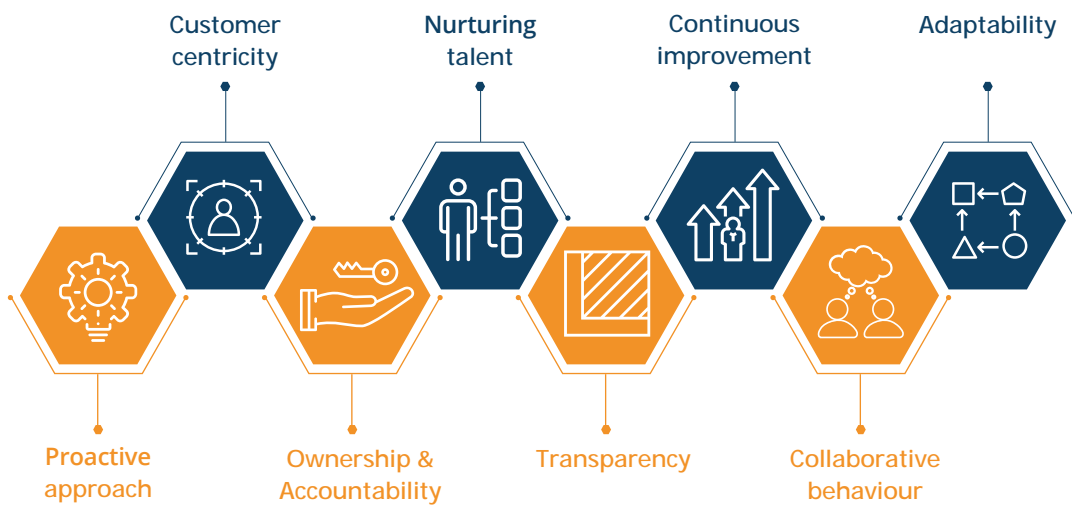 Customer
centricity
Nurturing
talent
Continuous
improvement
Adaptability
Proactive
approach
Ownership &
Accountability
Transparency
Collaborative
behaviour